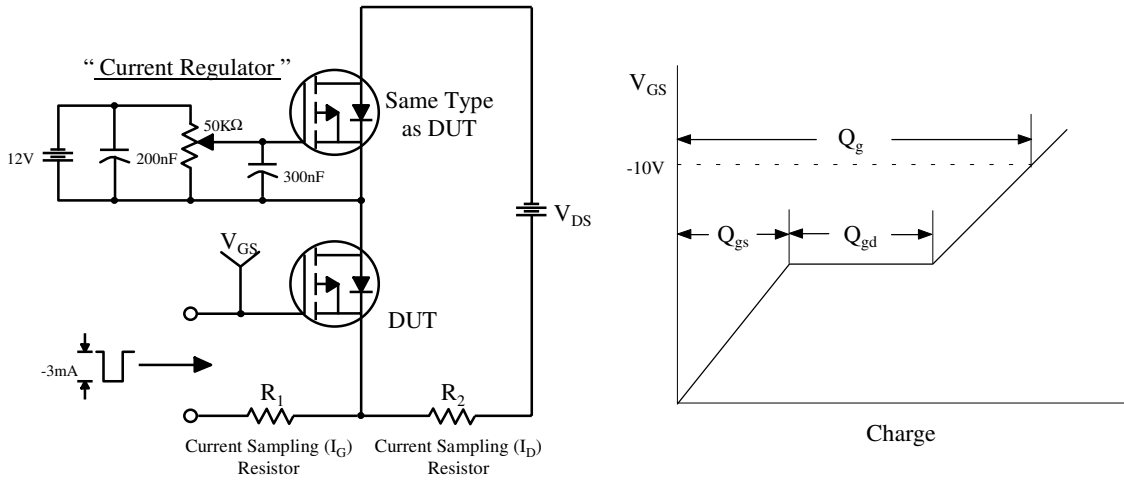 “ Current Regulator ”
Same Type
as DUT
50KΩ
12V
200nF
300nF
V_DS
V_GS
DUT
-3mA
R_1
R_2
Current Sampling (I_G)
Resistor
Current Sampling (I_D)
Resistor
V_GS
Q_g
-10V
Q_gs
Q_gd
Charge